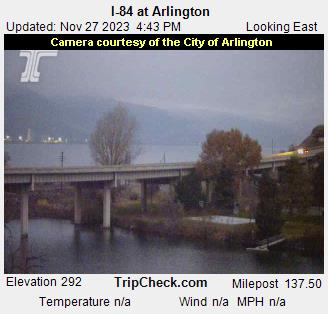 I-84 at Arlington
Updated: Nov 27 2023 4:43 PM Looking East
Camera courtesy of the City of Arlington
Elevation 292 TripCheck.com Milepost 137.50
Temperature n/a Wind n/a MPH n/a